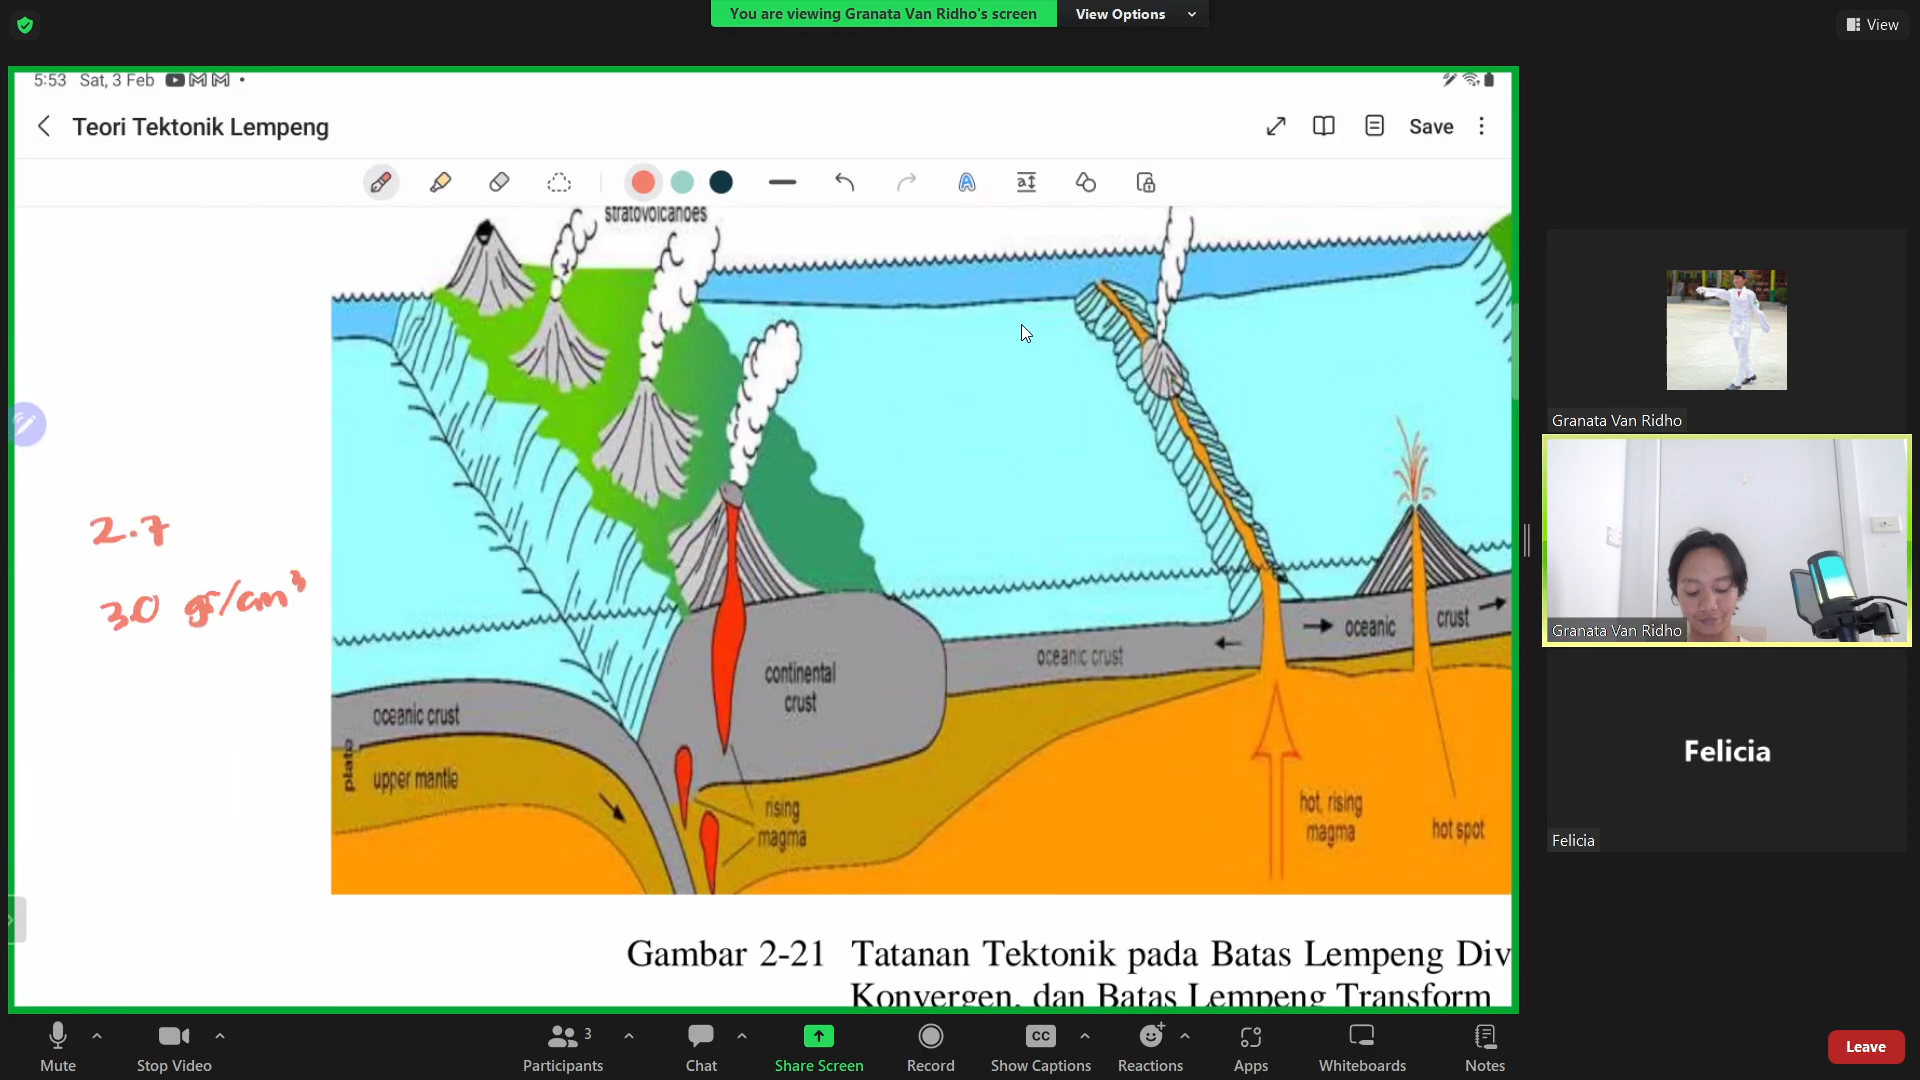 You are viewing Granata Van Ridho's screen
View Options
View
5:53 Sat, 3 Feb
Teori Tektonik Lempeng
Save
stratovolcanoes
2.7
3.0 gr/cm³
continental
crust
oceanic crust
upper mantle
plate
rising
magma
oceanic crust
oceanic
crust
hot, rising
magma
hot spot
Gambar 2-21 Tatanan Tektonik pada Batas Lempeng Div
Konvergen, dan Batas Lempeng Transform
Granata Van Ridho
Granata Van Ridho
Felicia
Felicia
Mute
Stop Video
Participants
3
Chat
Share Screen
Record
CC
Show Captions
Reactions
Apps
Whiteboards
Notes
Leave